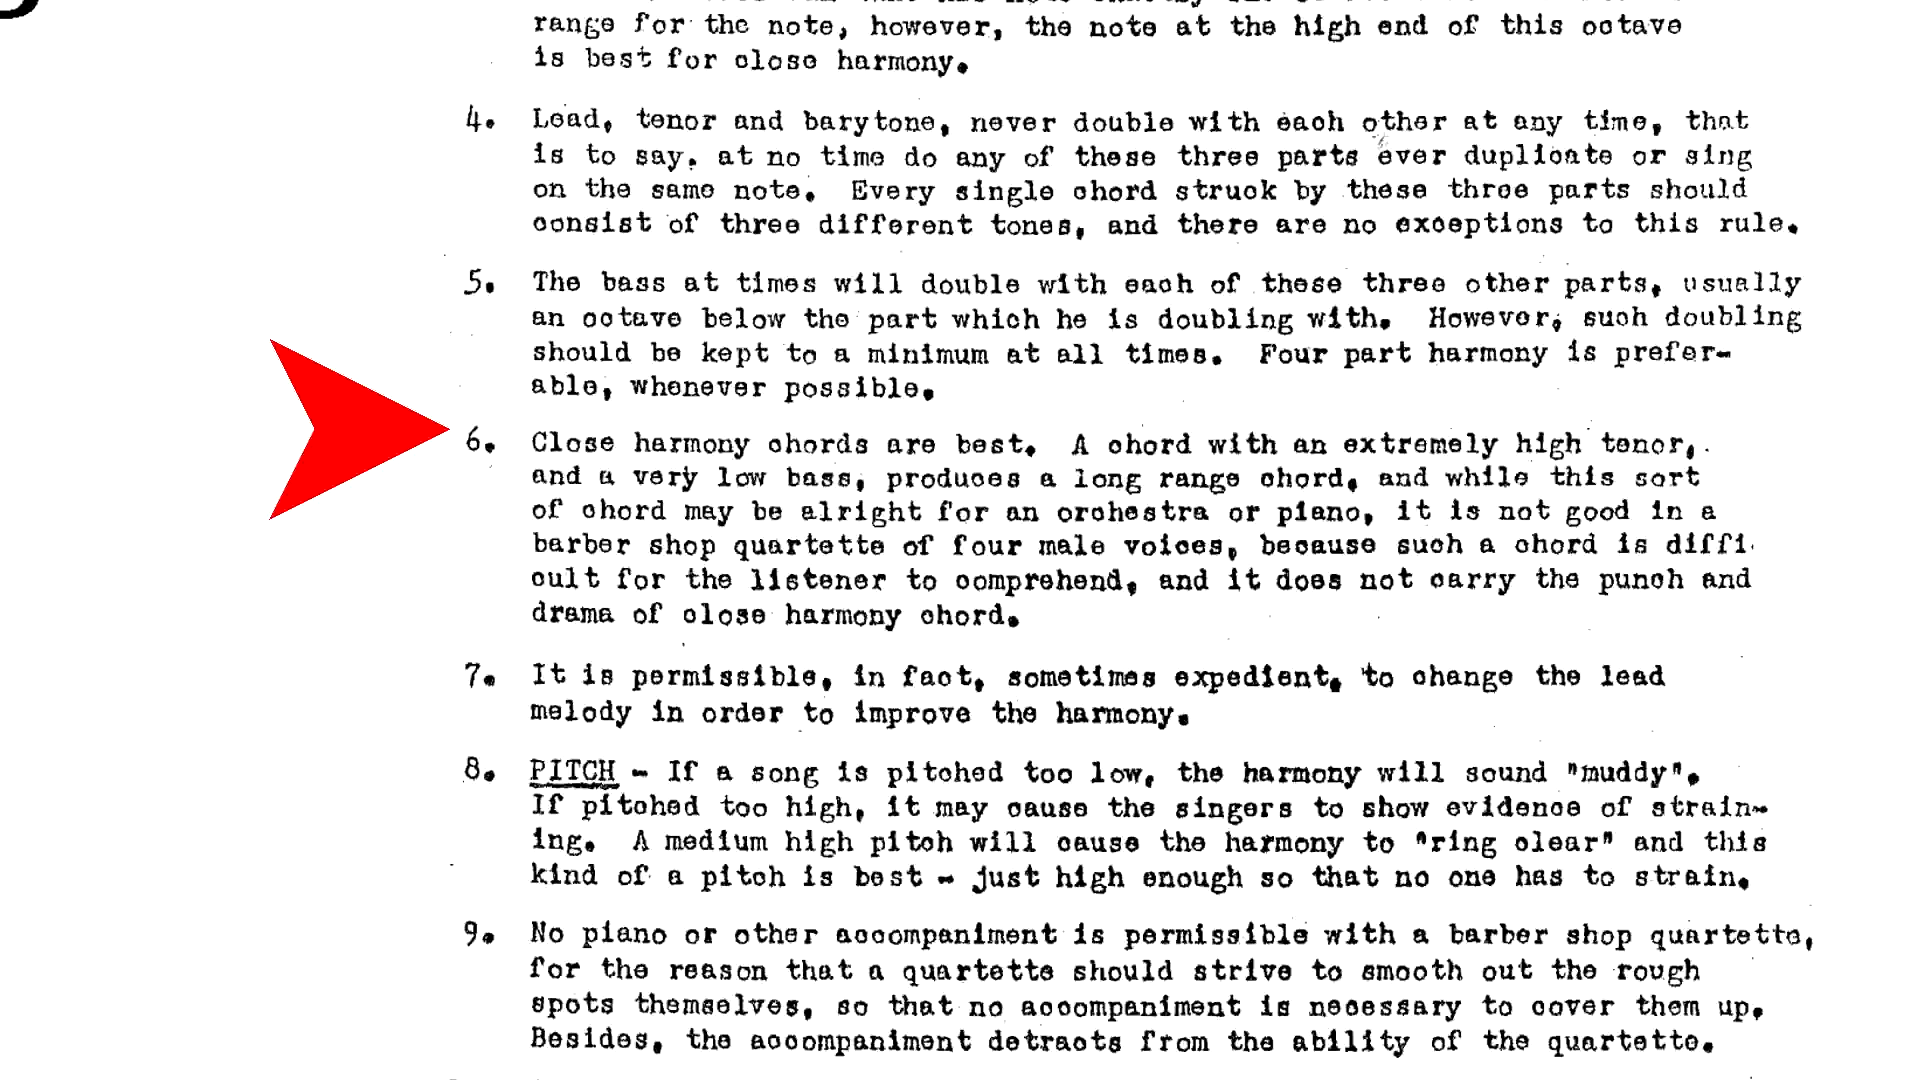 range for the note, however, the note at the high end of this octave
is best for close harmony.
4. Lead, tenor and barytone, never double with each other at any time, that
is to say, at no time do any of these three parts ever duplicate or sing
on the same note. Every single chord struck by these three parts should
consist of three different tones, and there are no exceptions to this rule.
5. The bass at times will double with each of these three other parts, usually
an octave below the part which he is doubling with. However, such doubling
should be kept to a minimum at all times. Four part harmony is prefer-
able, whenever possible.
6. Close harmony chords are best. A chord with an extremely high tenor,
and a very low bass, produces a long range chord, and while this sort
of chord may be alright for an orchestra or piano, it is not good in a
barber shop quartette of four male voices, because such a chord is diffi
cult for the listener to comprehend, and it does not carry the punch and
drama of close harmony chord.
7. It is permissible, in fact, sometimes expedient, to change the lead
melody in order to improve the harmony.
8. PITCH - If a song is pitched too low, the harmony will sound "muddy".
If pitched too high, it may cause the singers to show evidence of strain-
ing. A medium high pitch will cause the harmony to "ring clear" and this
kind of a pitch is best - just high enough so that no one has to strain.
9. No piano or other accompaniment is permissible with a barber shop quartette,
for the reason that a quartette should strive to smooth out the rough
spots themselves, so that no accompaniment is necessary to cover them up.
Besides, the accompaniment detracts from the ability of the quartette.